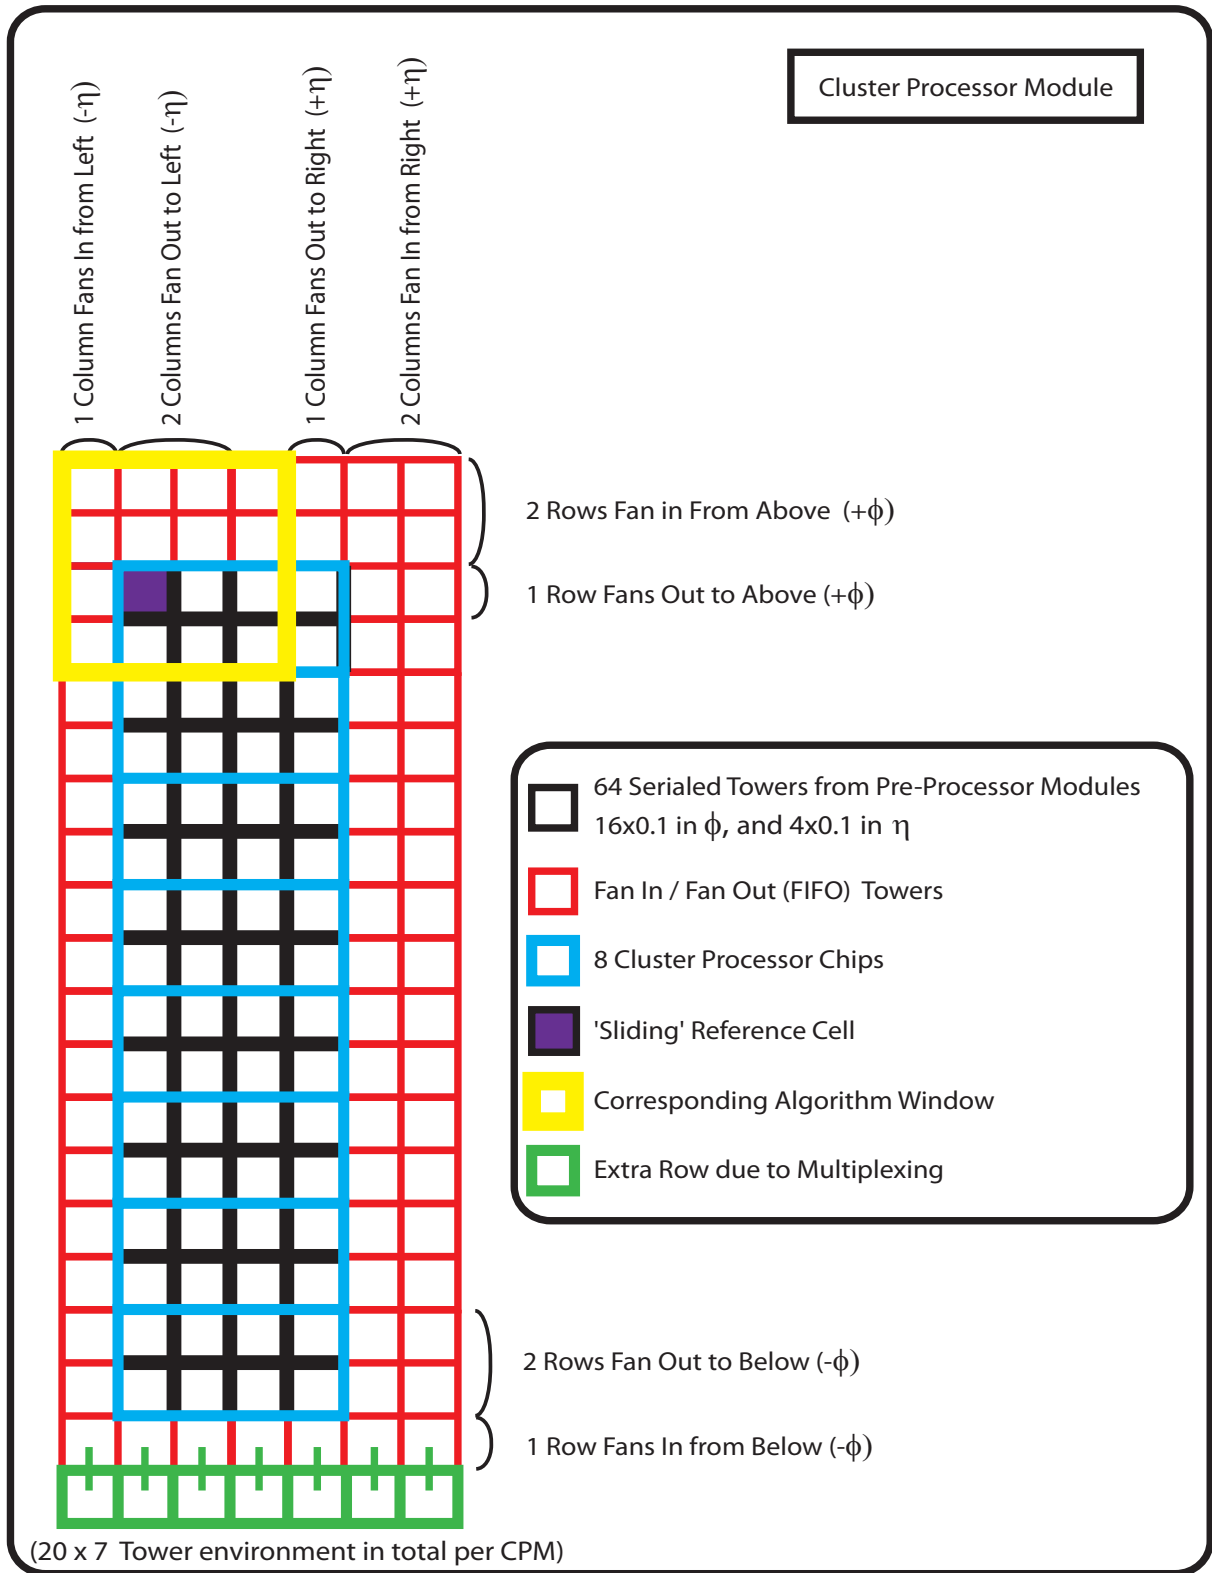 Cluster Processor Module
1 Column Fans In from Left (-η)
2 Columns Fan Out to Left (-η)
1 Column Fans Out to Right (+η)
2 Columns Fan In from Right (+η)
2 Rows Fan in From Above (+ϕ)
1 Row Fans Out to Above (+ϕ)
64 Serialed Towers from Pre-Processor Modules
16x0.1 in ϕ, and 4x0.1 in η
Fan In / Fan Out (FIFO) Towers
8 Cluster Processor Chips
'Sliding' Reference Cell
Corresponding Algorithm Window
Extra Row due to Multiplexing
2 Rows Fan Out to Below (-ϕ)
1 Row Fans In from Below (-ϕ)
(20 x 7 Tower environment in total per CPM)